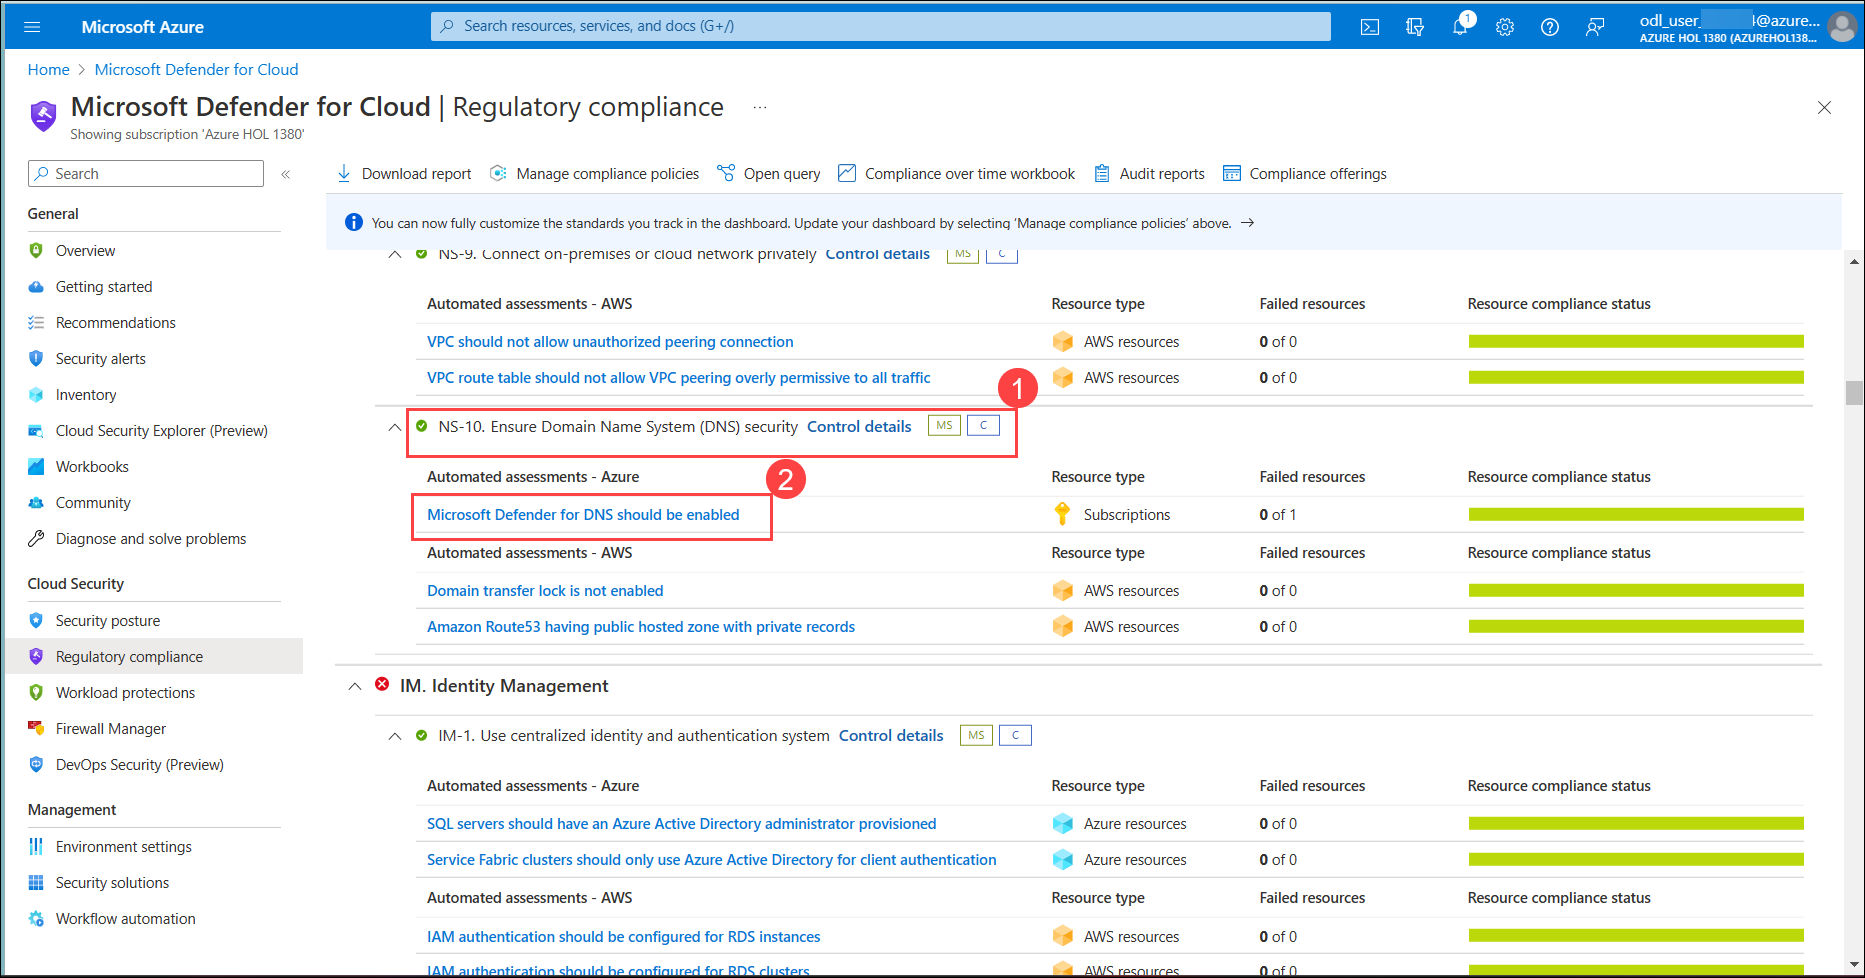 Microsoft Azure
Search resources, services, and docs (G+/)
1
odl_user_ 4@azure...
AZURE HOL 1380 (AZUREHOL138...
Home > Microsoft Defender for Cloud
Microsoft Defender for Cloud | Regulatory compliance ...
Showing subscription 'Azure HOL 1380'
Search
«
Download report
Manage compliance policies
Open query
Compliance over time workbook
Audit reports
Compliance offerings
You can now fully customize the standards you track in the dashboard. Update your dashboard by selecting 'Manage compliance policies' above. →
General
Overview
Getting started
Recommendations
Security alerts
Inventory
Cloud Security Explorer (Preview)
Workbooks
Community
Diagnose and solve problems
Cloud Security
Security posture
Regulatory compliance
Workload protections
Firewall Manager
DevOps Security (Preview)
Management
Environment settings
Security solutions
Workflow automation
NS-9. Connect on-premises or cloud network privately Control details MS C
Automated assessments - AWS Resource type Failed resources Resource compliance status
VPC should not allow unauthorized peering connection AWS resources 0 of 0
VPC route table should not allow VPC peering overly permissive to all traffic AWS resources 0 of 0
1
NS-10. Ensure Domain Name System (DNS) security Control details MS C
2
Automated assessments - Azure Resource type Failed resources Resource compliance status
Microsoft Defender for DNS should be enabled Subscriptions 0 of 1
Automated assessments - AWS Resource type Failed resources Resource compliance status
Domain transfer lock is not enabled AWS resources 0 of 0
Amazon Route53 having public hosted zone with private records AWS resources 0 of 0
IM. Identity Management
IM-1. Use centralized identity and authentication system Control details MS C
Automated assessments - Azure Resource type Failed resources Resource compliance status
SQL servers should have an Azure Active Directory administrator provisioned Azure resources 0 of 0
Service Fabric clusters should only use Azure Active Directory for client authentication Azure resources 0 of 0
Automated assessments - AWS Resource type Failed resources Resource compliance status
IAM authentication should be configured for RDS instances AWS resources 0 of 0
IAM authentication should be configured for RDS clusters AWS resources 0 of 0